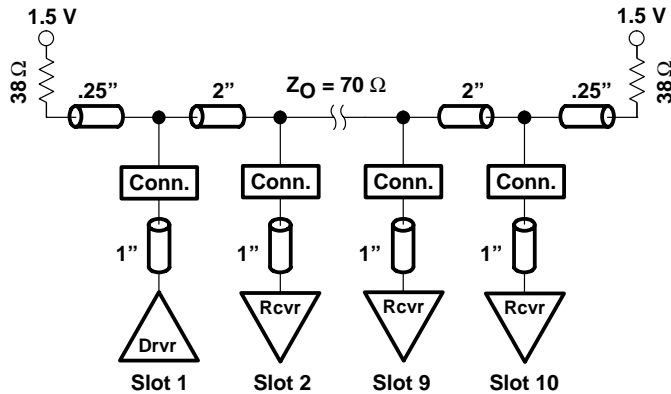 1.5 V
1.5 V
38 Ω
.25”
2”
Z_O = 70 Ω
2”
.25”
38 Ω
Conn.
Conn.
Conn.
Conn.
1”
1”
1”
1”
Drvr
Rcvr
Rcvr
Rcvr
Slot 1
Slot 2
Slot 9
Slot 10